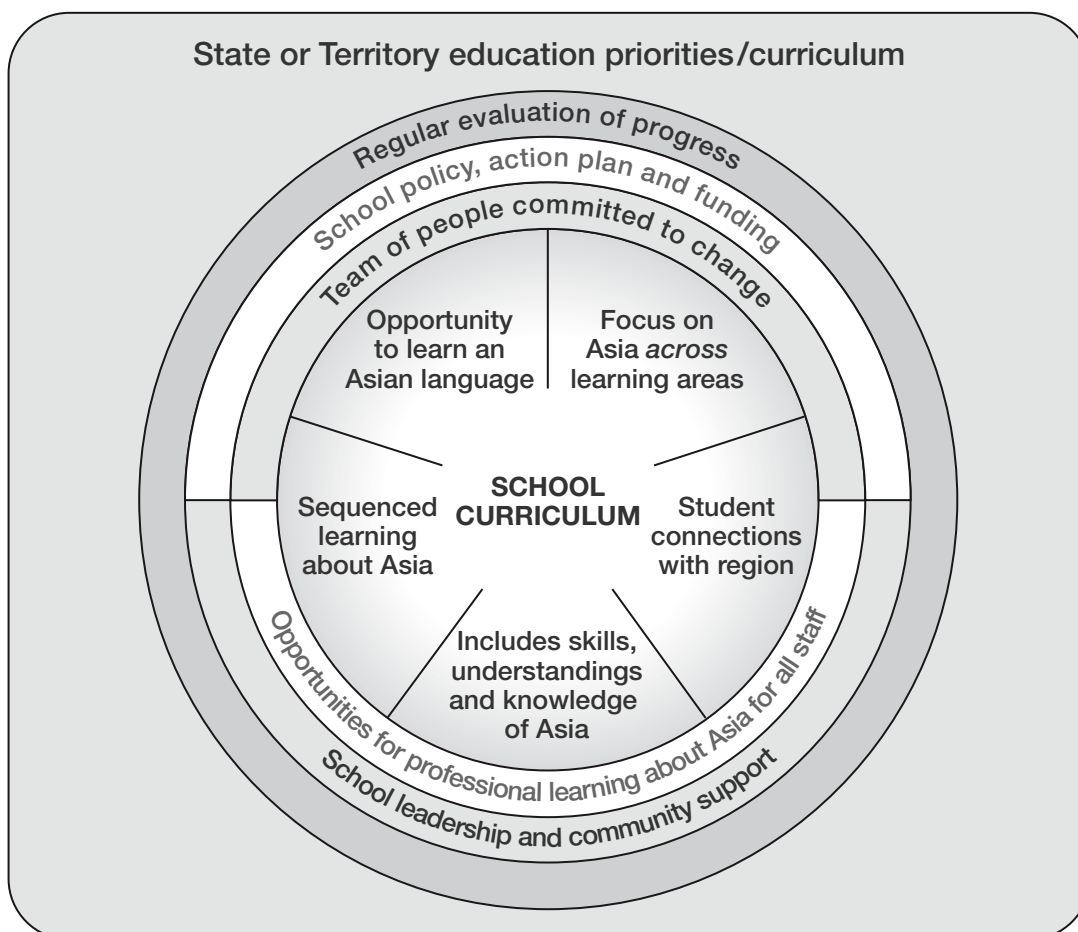 State or Territory education priorities/curriculum
Regular evaluation of progress
School policy, action plan and funding
Team of people committed to change
Opportunity
to learn an
Asian language
Focus on
Asia across
learning areas
Sequenced
learning
about Asia
SCHOOL
CURRICULUM
Student
connections
with region
Includes skills,
understandings
and knowledge
of Asia
Opportunities for professional learning about Asia for all staff
School leadership and community support